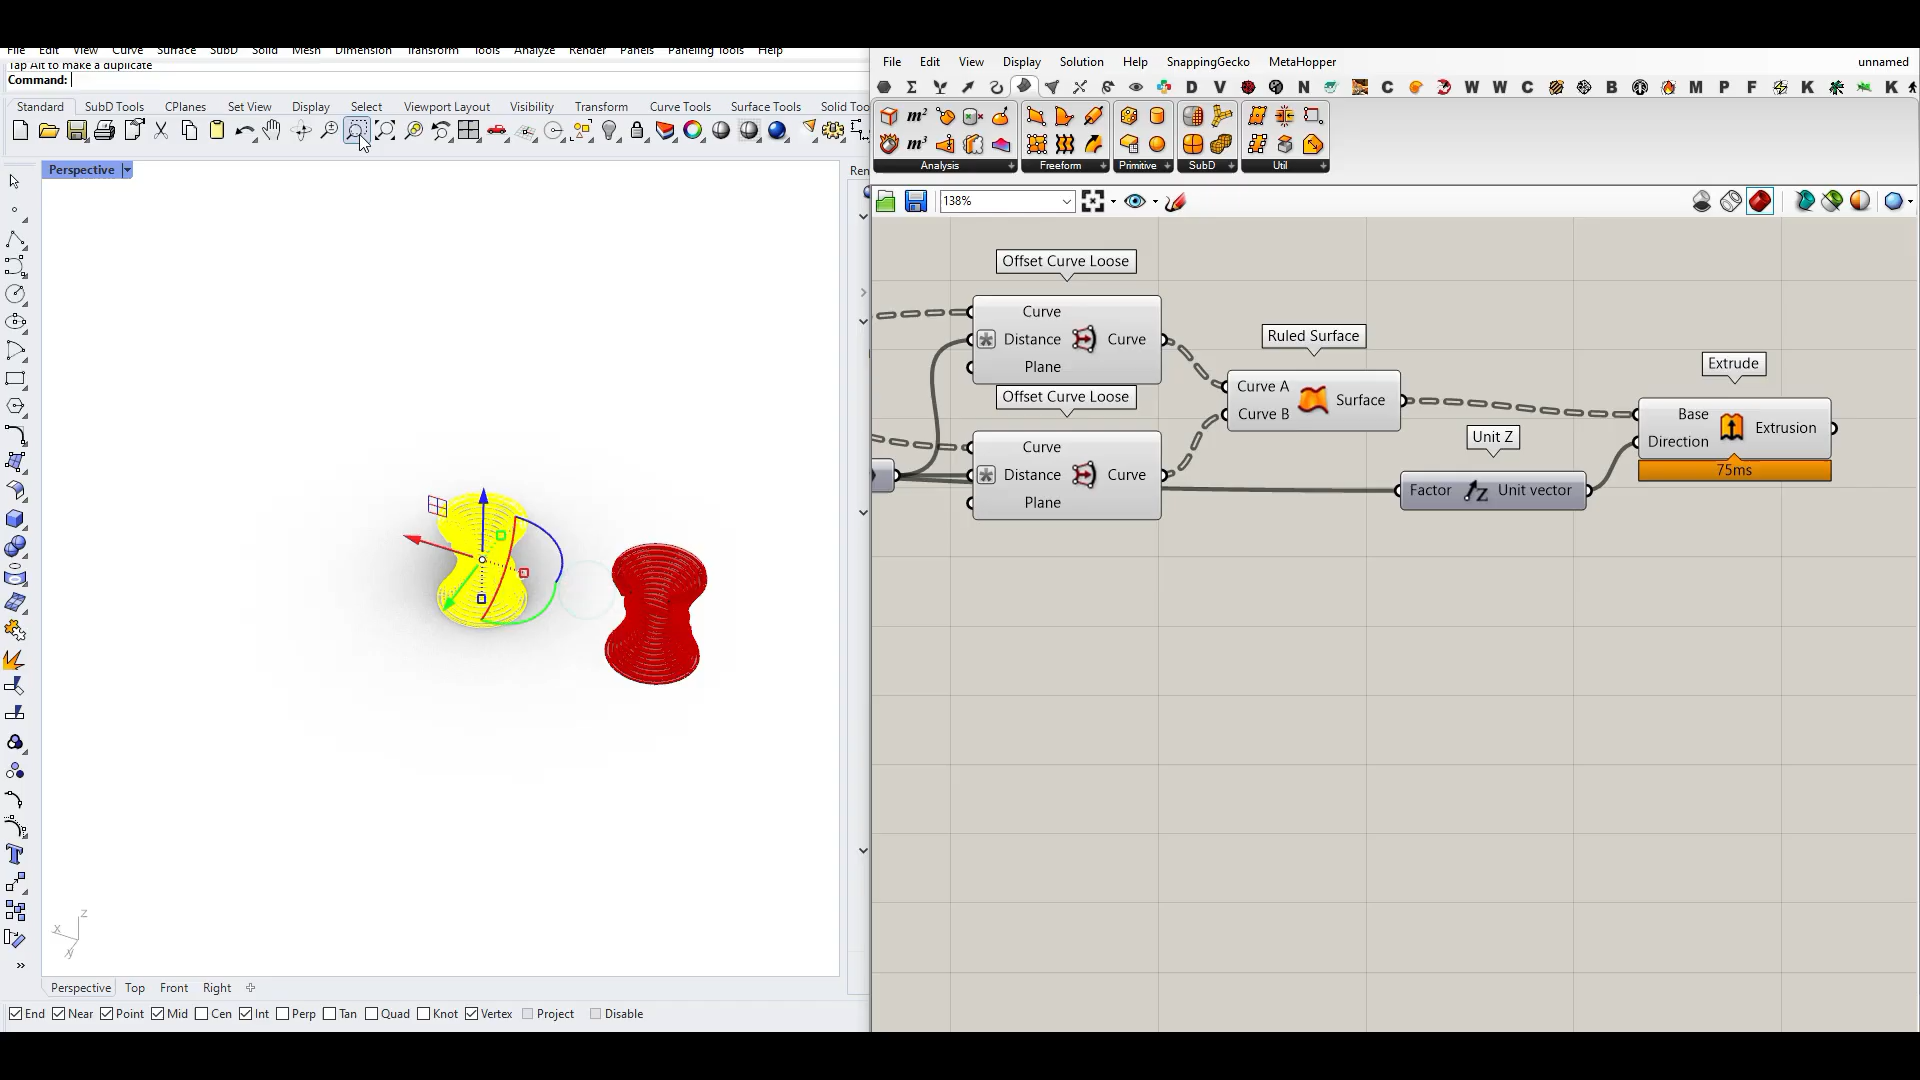 File Edit View Curve Surface SubD Solid Mesh Dimension Transform Tools Analyze Render Panels Paneling Tools Help
Tap Alt to make a duplicate
Command:
Standard SubD Tools CPlanes Set View Display Select Viewport Layout Visibility Transform Curve Tools Surface Tools Solid Too
Perspective
Ren
z
x
y
Perspective Top Front Right
End Near Point Mid Cen Int Perp Tan Quad Knot Vertex Project Disable
File Edit View Display Solution Help SnappingGecko MetaHopper unnamed
D V N C W W C B M P F K K
m² m³
Analysis Freeform Primitive SubD Util
138%
Offset Curve Loose
Curve
Distance Curve
Plane
Offset Curve Loose
Curve
Distance Curve
Plane
Ruled Surface
Curve A
Curve B
Surface
Unit Z
Factor Z Unit vector
Extrude
Base
Direction
Extrusion
75ms